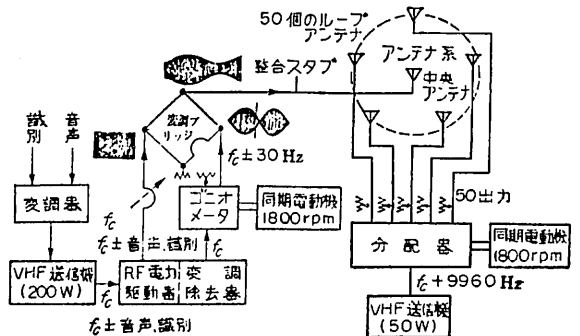 50個のループ
アンテナ
アンテナ系
中央
アンテナ
整合スタブ
識別
音声
変調ブ
リッジ
fc±30 Hz
変調器
fc
ゴニオ
メータ
同期電動機
1800rpm
50出力
fc±音声,識別
fc
分配器
同期電動機
1800rpm
VHF送信機
(200W)
fc
RF電力
駆動器
変調
除去器
fc+9960 Hz
VHF送信機
(50W)
fc±音声,識別